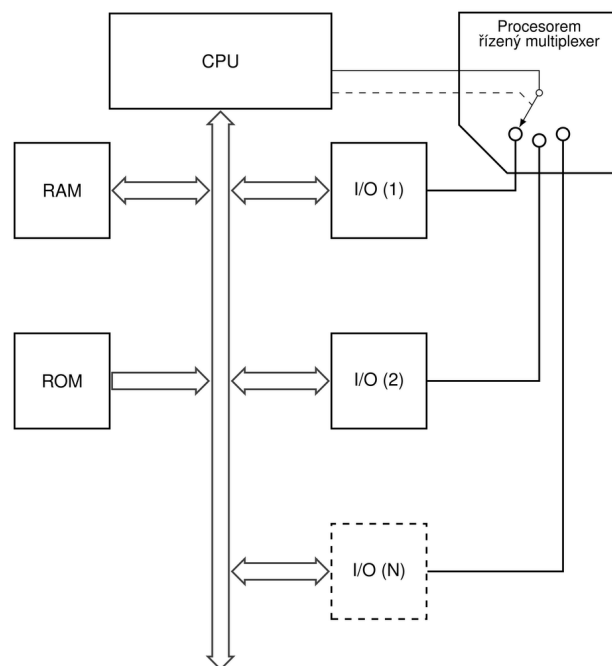 Procesorem
řízený multiplexer
CPU
RAM
I/O (1)
ROM
I/O (2)
I/O (N)